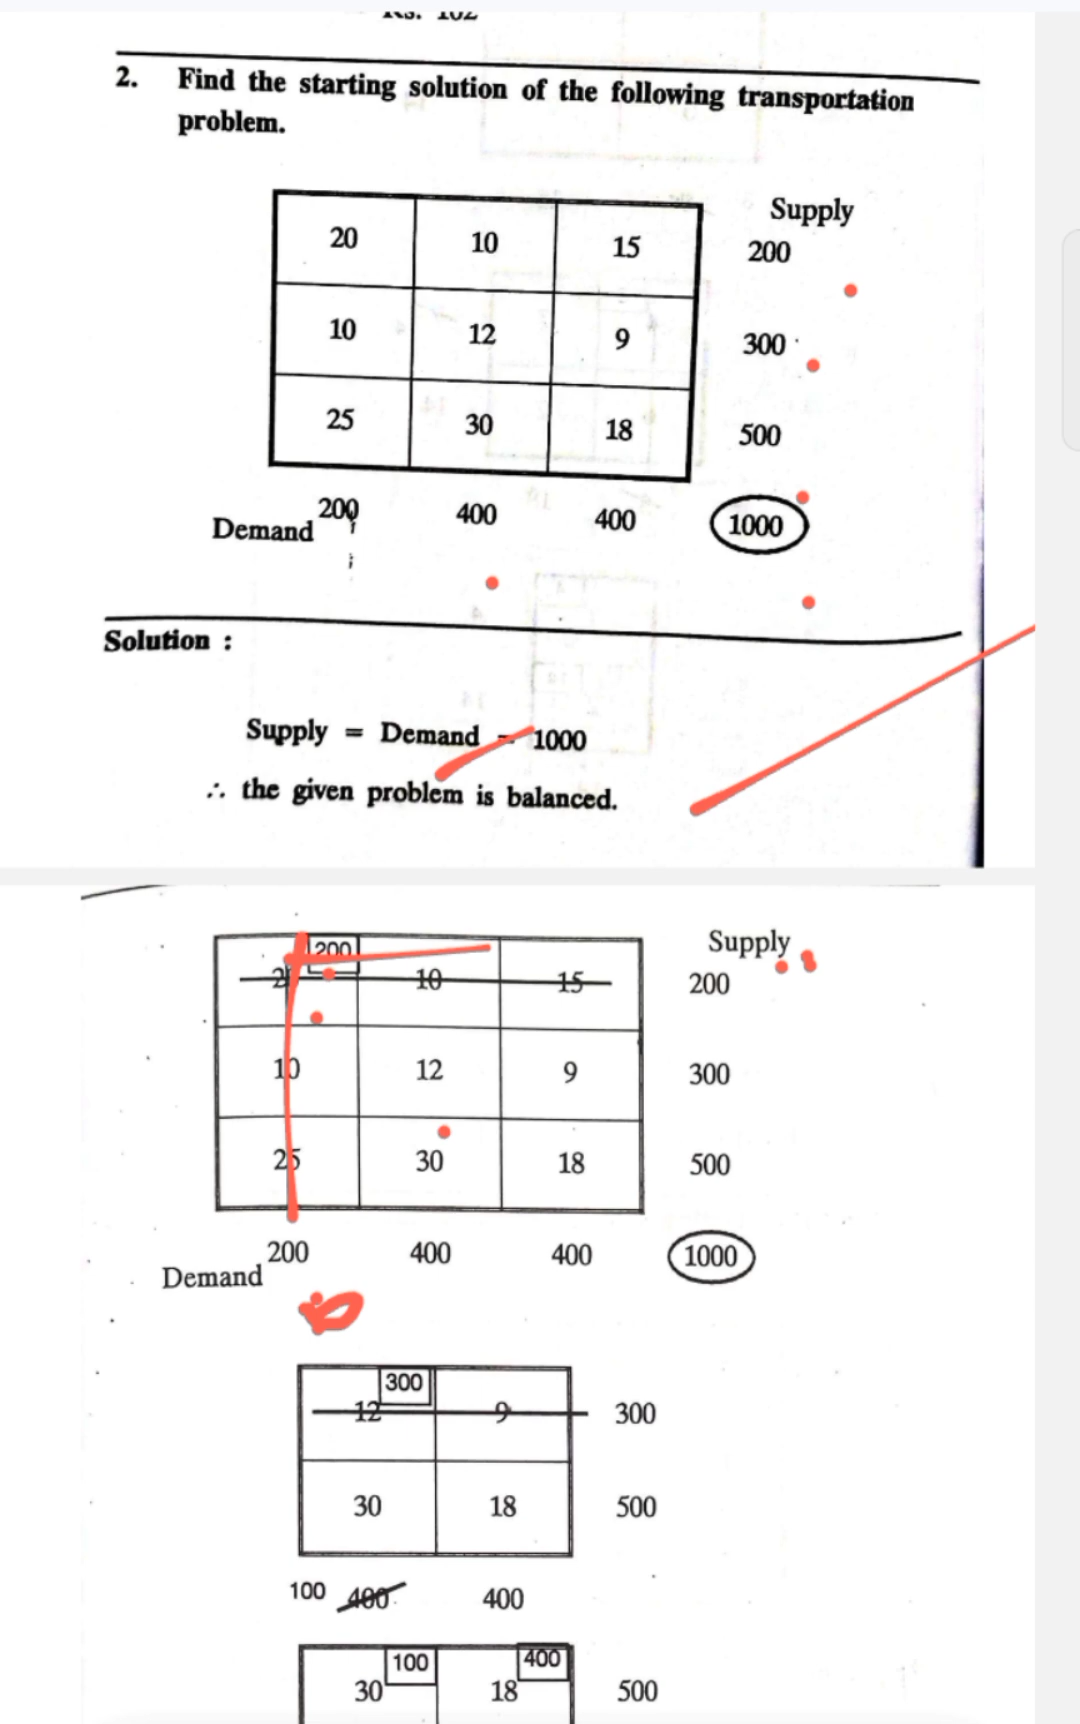 Rs. 102
2. Find the starting solution of the following transportation
problem.
Supply
20 10 15 200
10 12 9 300
25 30 18 500
Demand 200 400 400 1000
Solution :
Supply = Demand = 1000
∴ the given problem is balanced.
Supply
200
20 10 15 200
10 12 9 300
25 30 18 500
200 400 400 1000
Demand
300
12 9 300
30 18 500
100 400 400
100 400
30 18 500